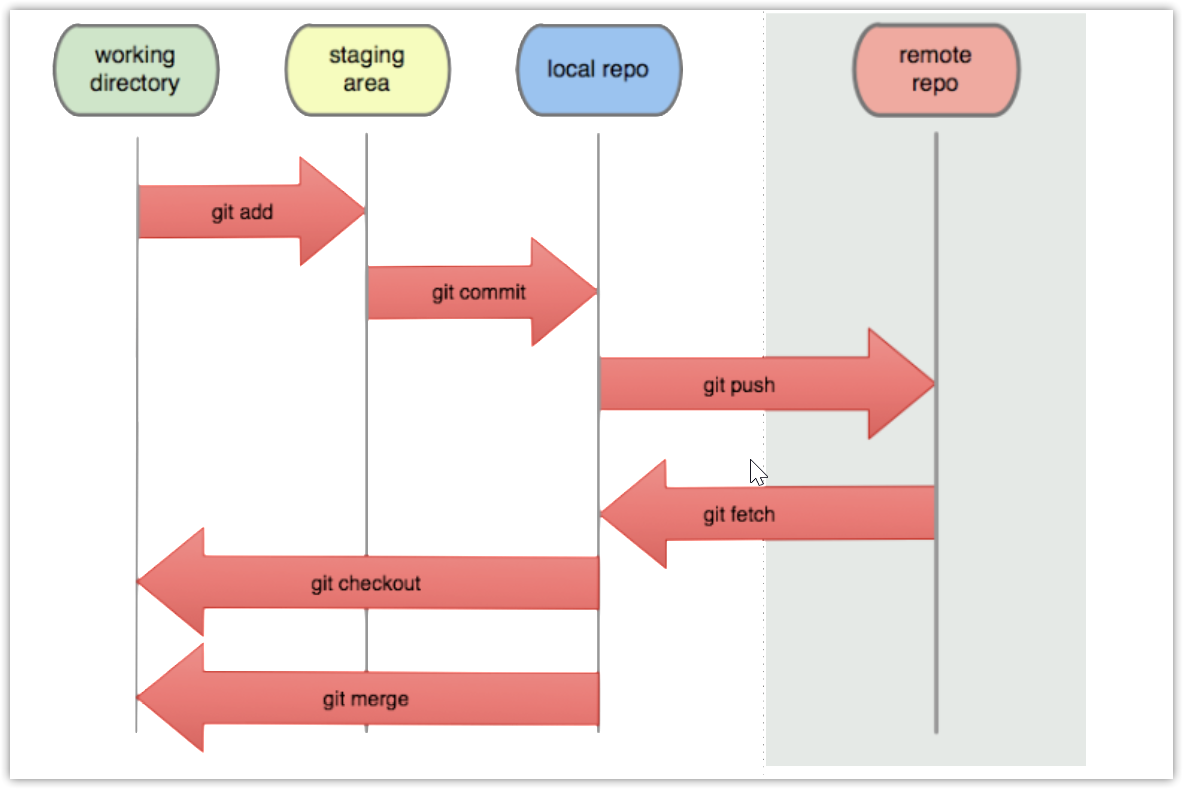 working
directory
staging
area
local repo
remote
repo
git add
git commit
git push
git fetch
git checkout
git merge